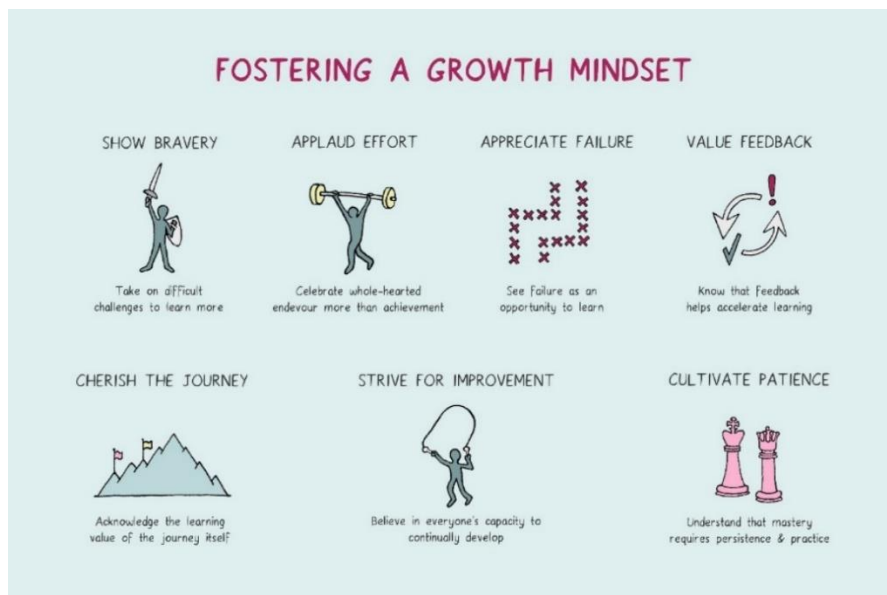 FOSTERING A GROWTH MINDSET
SHOW BRAVERY
Take on difficult
challenges to learn more
APPLAUD EFFORT
Celebrate whole-hearted
endevour more than achievement
APPRECIATE FAILURE
See failure as an
opportunity to learn
VALUE FEEDBACK
Know that feedback
helps accelerate learning
CHERISH THE JOURNEY
Acknowledge the learning
value of the journey itself
STRIVE FOR IMPROVEMENT
Believe in everyone's capacity to
continually develop
CULTIVATE PATIENCE
Understand that mastery
requires persistence & practice